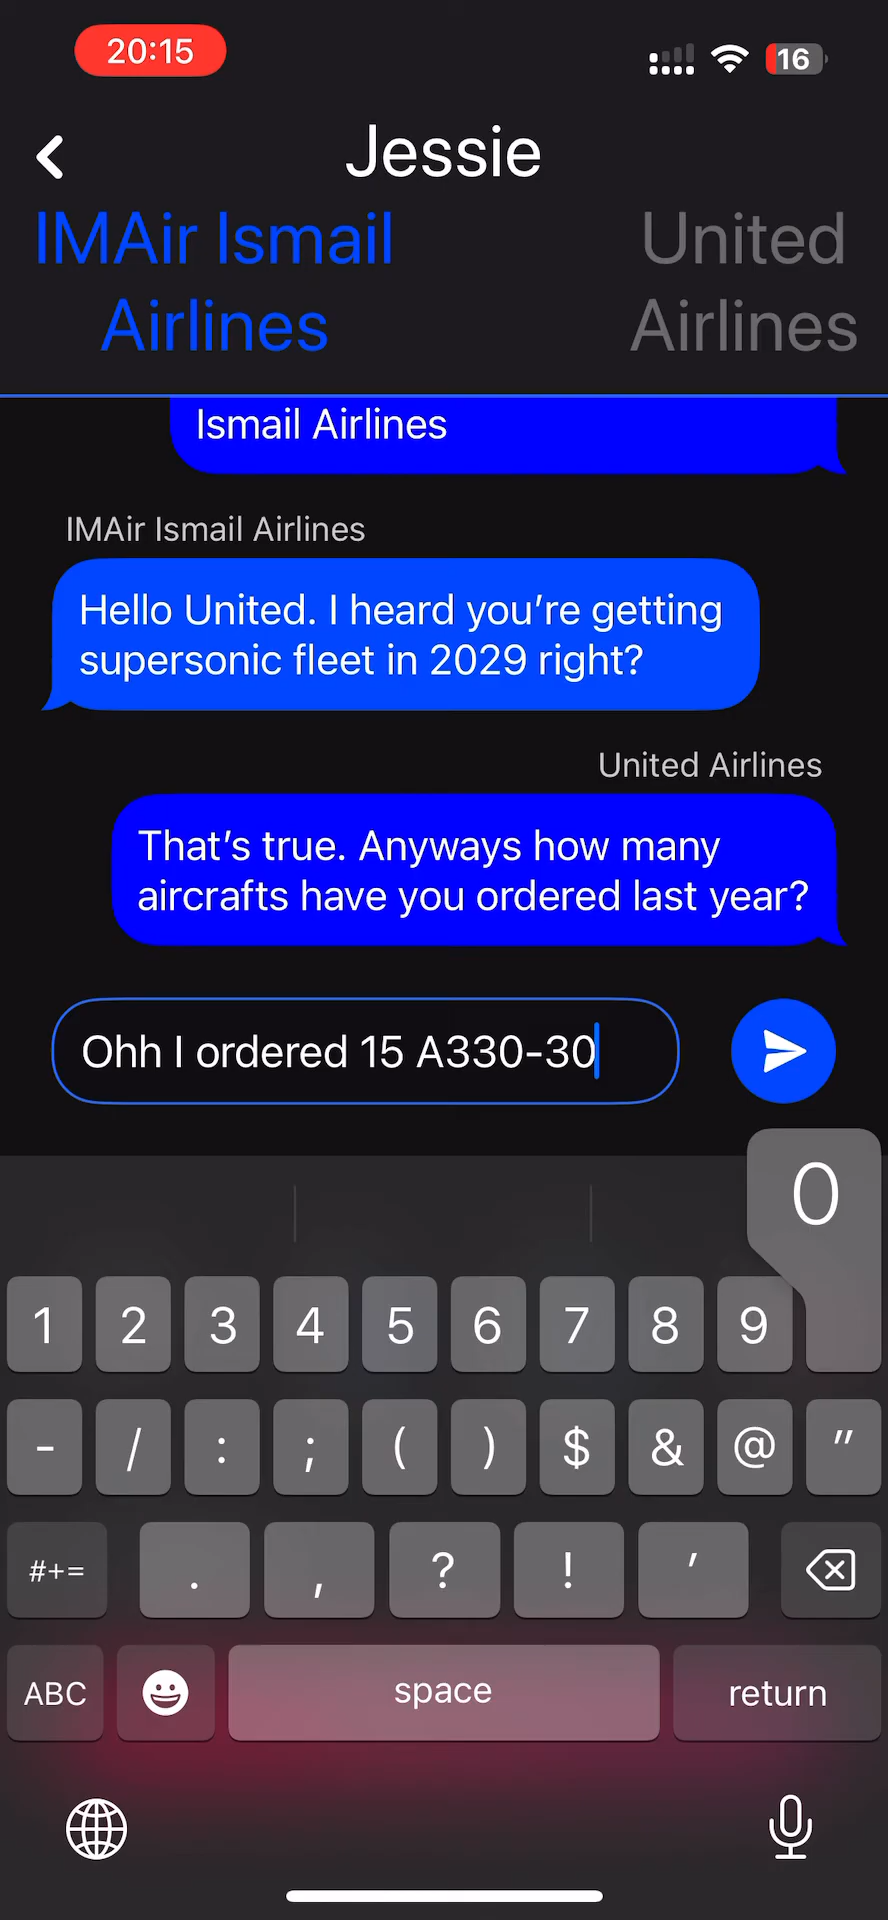 20:15
16
Jessie
IMAir Ismail
Airlines
United
Airlines
Ismail Airlines
IMAir Ismail Airlines
Hello United. I heard you’re getting
supersonic fleet in 2029 right?
United Airlines
That’s true. Anyways how many
aircrafts have you ordered last year?
Ohh I ordered 15 A330-30
0
1 2 3 4 5 6 7 8 9
- / : ; ( ) $ & @ "
#+= . , ? ! ’
ABC space return